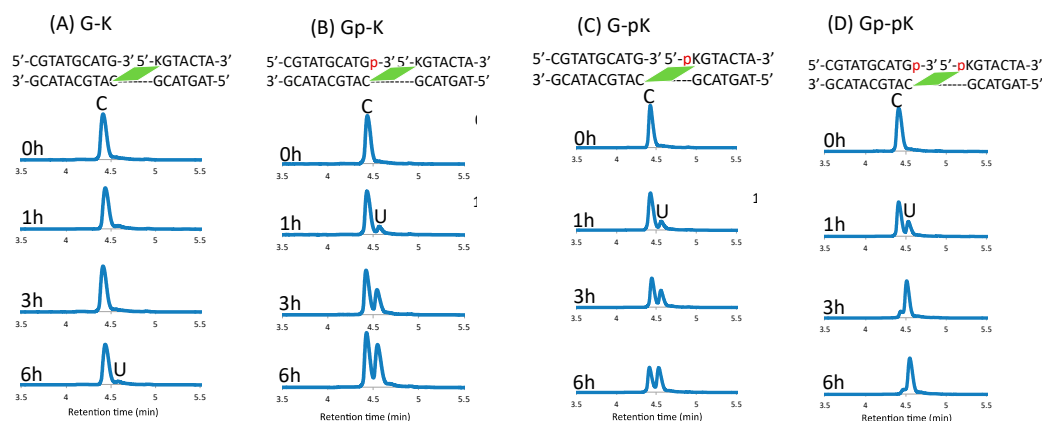 (A) G-K
5'-CGTATGCATG-3' 5'-KGTACTA-3'
3'-GCATACGTAC------GCATGAT-5'
C
0h
3.5 4 4.5 5 5.5
1h
3.5 4 4.5 5 5.5
3h
3.5 4 4.5 5 5.5
U
6h
3.5 4 4.5 5 5.5
Retention time (min)
(B) Gp-K
5'-CGTATGCATGp-3' 5'-KGTACTA-3'
3'-GCATACGTAC------GCATGAT-5'
C
0h
3.5 4 4.5 5 5.5
U
1h
3.5 4 4.5 5 5.5
3h
3.5 4 4.5 5 5.5
6h
3.5 4 4.5 5 5.5
Retention time (min)
(C) G-pK
5'-CGTATGCATG-3' 5'-pKGTACTA-3'
3'-GCATACGTAC -----GCATGAT-5'
C
0h
3.5 4 4.5 5 5.5
U
1h
3.5 4 4.5 5 5.5
3h
3.5 4 4.5 5 5.5
6h
3.5 4 4.5 5 5.5
Retention time (min)
(D) Gp-pK
5'-CGTATGCATGp-3' 5'-pKGTACTA-3'
3'-GCATACGTAC -----GCATGAT-5'
C
0h
3.5 4 4.5 5 5.5
U
1h
3.5 4 4.5 5 5.5
3h
3.5 4 4.5 5 5.5
6h
3.5 4 4.5 5 5.5
Retention time (min)